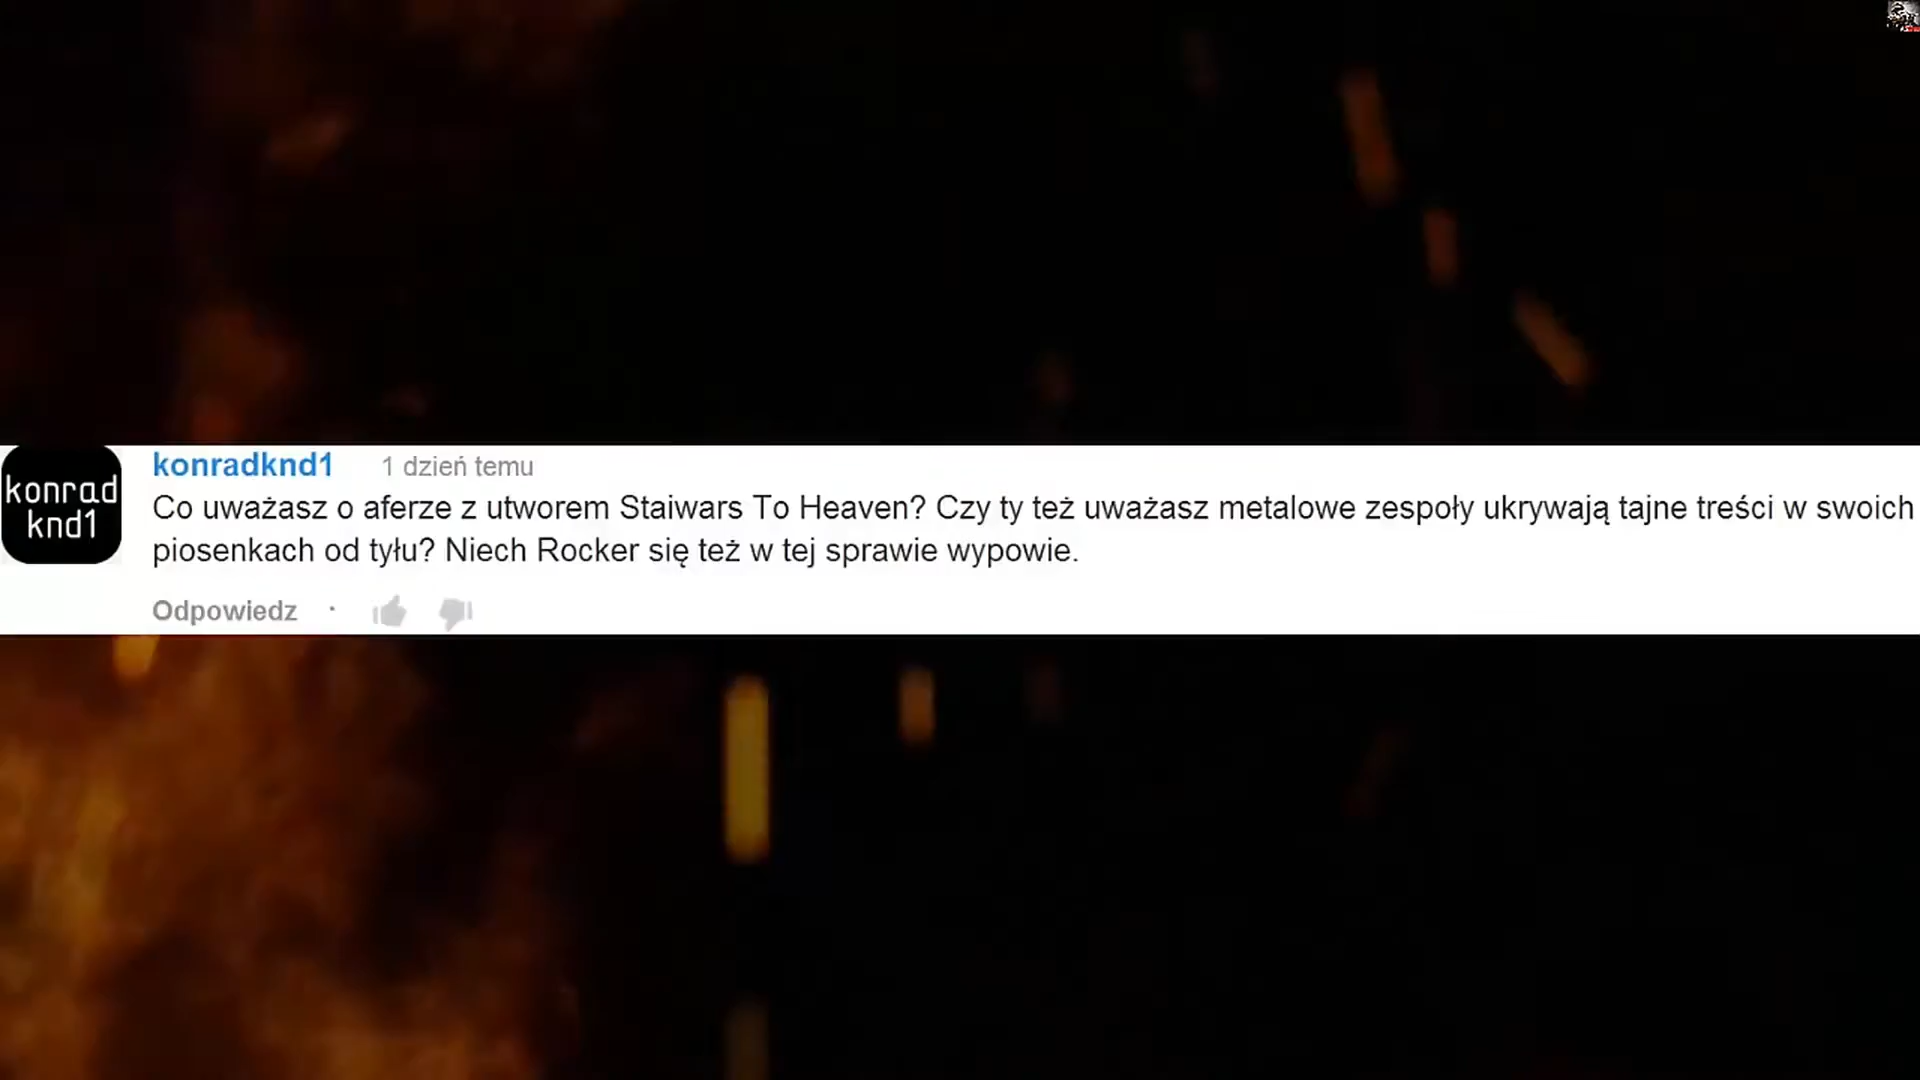 konrad
knd1
konradknd1 1 dzień temu
Co uważasz o aferze z utworem Staiwars To Heaven? Czy ty też uważasz metalowe zespoły ukrywają tajne treści w swoich
piosenkach od tyłu? Niech Rocker się też w tej sprawie wypowie.
Odpowiedz ·